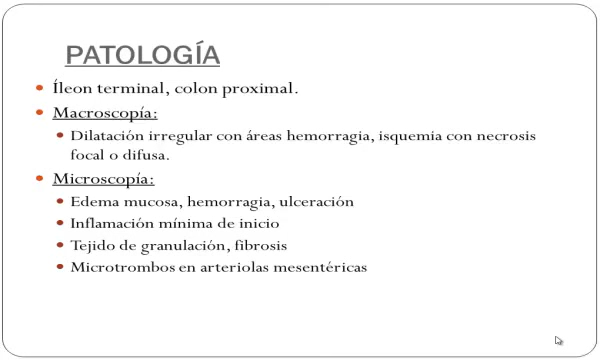 PATOLOGÍA
Íleon terminal, colon proximal.
Macroscopía:
Dilatación irregular con áreas hemorragia, isquemia con necrosis
focal o difusa.
Microscopía:
Edema mucosa, hemorragia, ulceración
Inflamación mínima de inicio
Tejido de granulación, fibrosis
Microtrombos en arteriolas mesentéricas